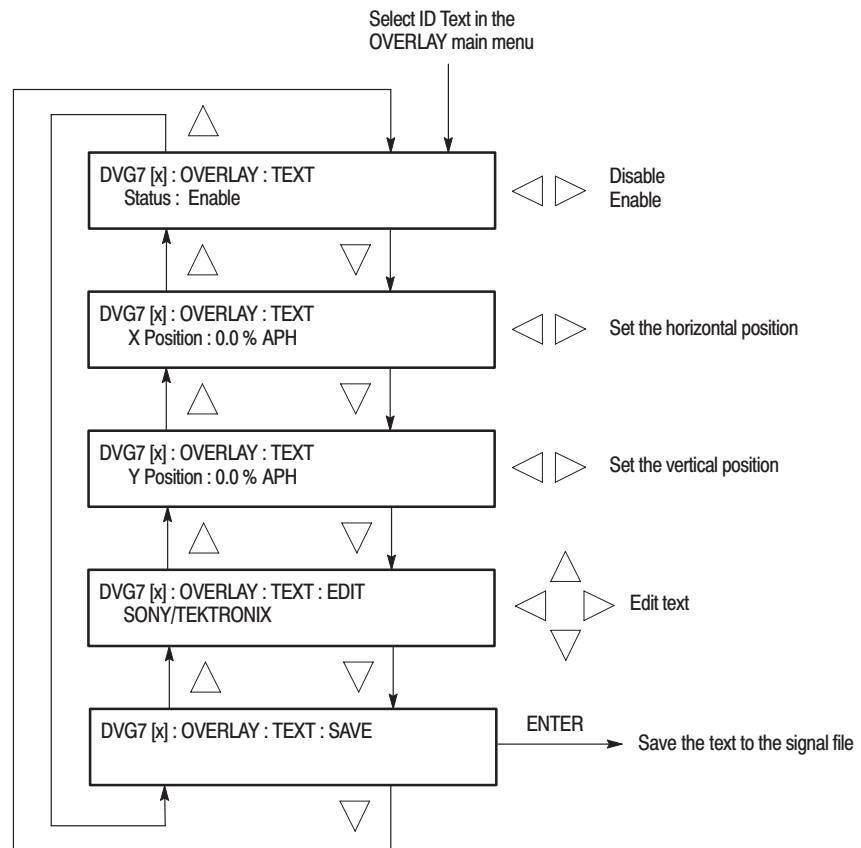 Select ID Text in the
OVERLAY main menu
DVG7 [x] : OVERLAY : TEXT
Status : Enable
Disable
Enable
DVG7 [x] : OVERLAY : TEXT
X Position : 0.0 % APH
Set the horizontal position
DVG7 [x] : OVERLAY : TEXT
Y Position : 0.0 % APH
Set the vertical position
DVG7 [x] : OVERLAY : TEXT : EDIT
SONY/TEKTRONIX
Edit text
DVG7 [x] : OVERLAY : TEXT : SAVE
ENTER
Save the text to the signal file